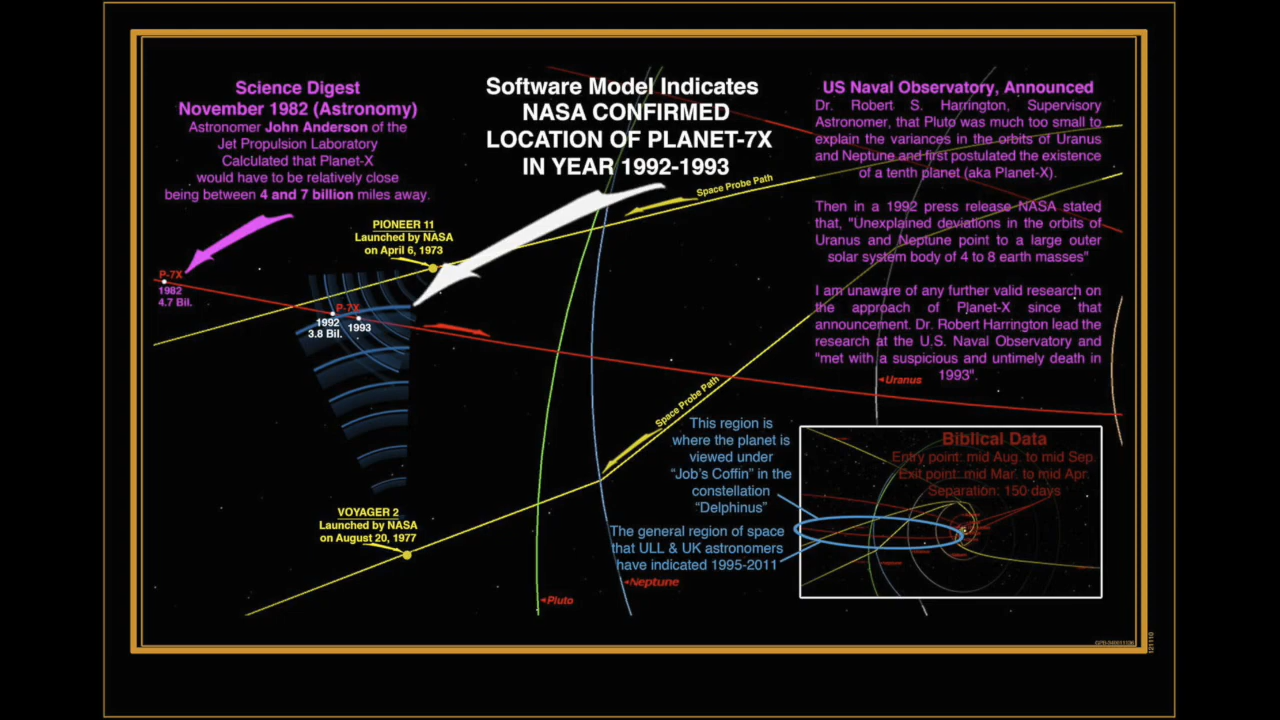 Science Digest
November 1982 (Astronomy)
Astronomer John Anderson of the
Jet Propulsion Laboratory
Calculated that Planet-X
would have to be relatively close
being between 4 and 7 billion miles away.
Software Model Indicates
NASA CONFIRMED
LOCATION OF PLANET-7X
IN YEAR 1992-1993
US Naval Observatory, Announced
Dr. Robert S. Harrington, Supervisory
Astronomer, that Pluto was much too small to
explain the variances in the orbits of Uranus
and Neptune and first postulated the existence
of a tenth planet (aka Planet-X).
Then in a 1992 press release NASA stated
that, "Unexplained deviations in the orbits of
Uranus and Neptune point to a large outer
solar system body of 4 to 8 earth masses"
I am unaware of any further valid research on
the approach of Planet-X since that
announcement. Dr. Robert Harrington lead the
research at the U.S. Naval Observatory and
"met with a suspicious and untimely death in
1993".
Space Probe Path
PIONEER 11
Launched by NASA
on April 6, 1973
P-7X
1982
4.7 Bil.
P-7X
1992
3.8 Bil.
1993
Uranus
Space Probe Path
This region is
where the planet is
viewed under
"Job's Coffin" in the
constellation
"Delphinus"
The general region of space
that ULL & UK astronomers
have indicated 1995-2011
VOYAGER 2
Launched by NASA
on August 20, 1977
Neptune
Pluto
Biblical Data
Entry point: mid Aug. to mid Sep.
Exit point: mid Mar. to mid Apr.
Separation: 150 days